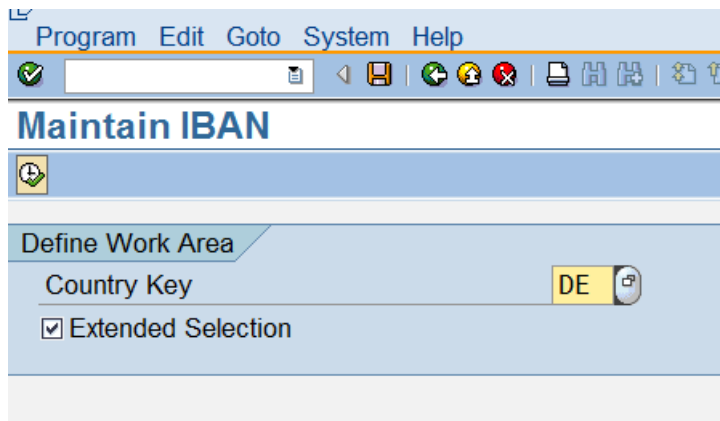 Program Edit Goto System Help
Maintain IBAN
Define Work Area
Country Key DE
Extended Selection